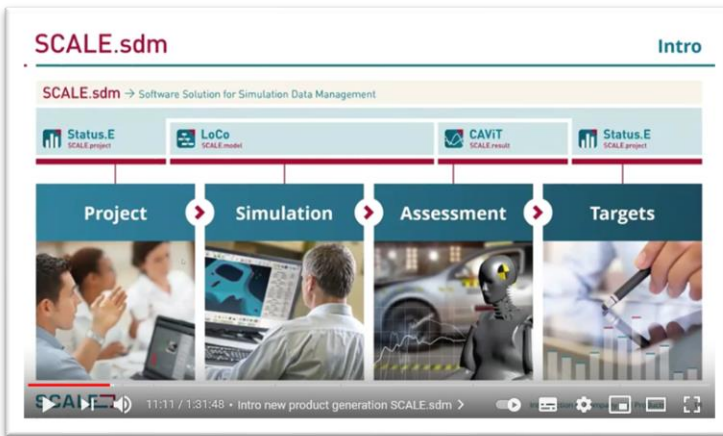 SCALE.sdm
Intro
SCALE.sdm → Software Solution for Simulation Data Management
Status.E
SCALE.project
LoCo
SCALE.model
CAViT
SCALE.result
Status.E
SCALE.project
Project
Simulation
Assessment
Targets
SCALE
11:11 / 1:31:48 • Intro new product generation SCALE.sdm >